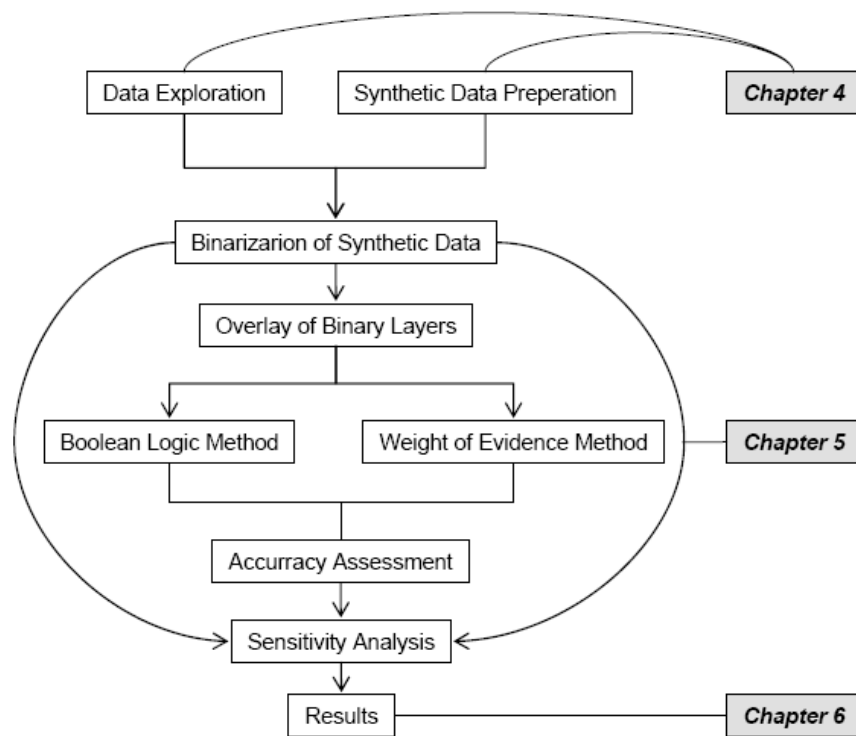 Data Exploration
Synthetic Data Preperation
Chapter 4
Binarizarion of Synthetic Data
Overlay of Binary Layers
Boolean Logic Method
Weight of Evidence Method
Chapter 5
Accurracy Assessment
Sensitivity Analysis
Results
Chapter 6